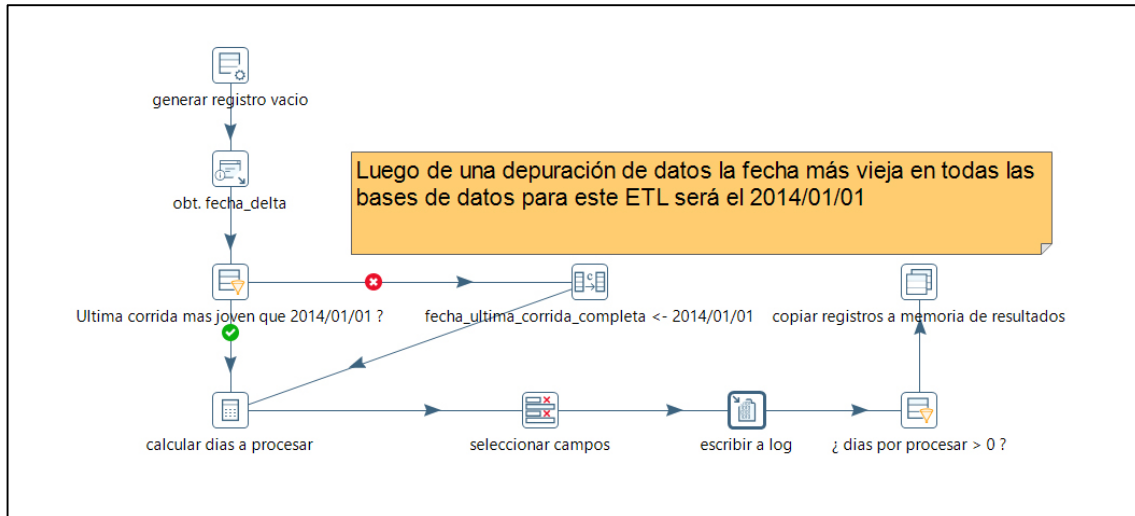 generar registro vacio
obt. fecha_delta
Luego de una depuración de datos la fecha más vieja en todas las
bases de datos para este ETL será el 2014/01/01
Ultima corrida mas joven que 2014/01/01 ?
fecha_ultima_corrida_completa <- 2014/01/01
copiar registros a memoria de resultados
calcular dias a procesar
seleccionar campos
escribir a log
¿ dias por procesar > 0 ?